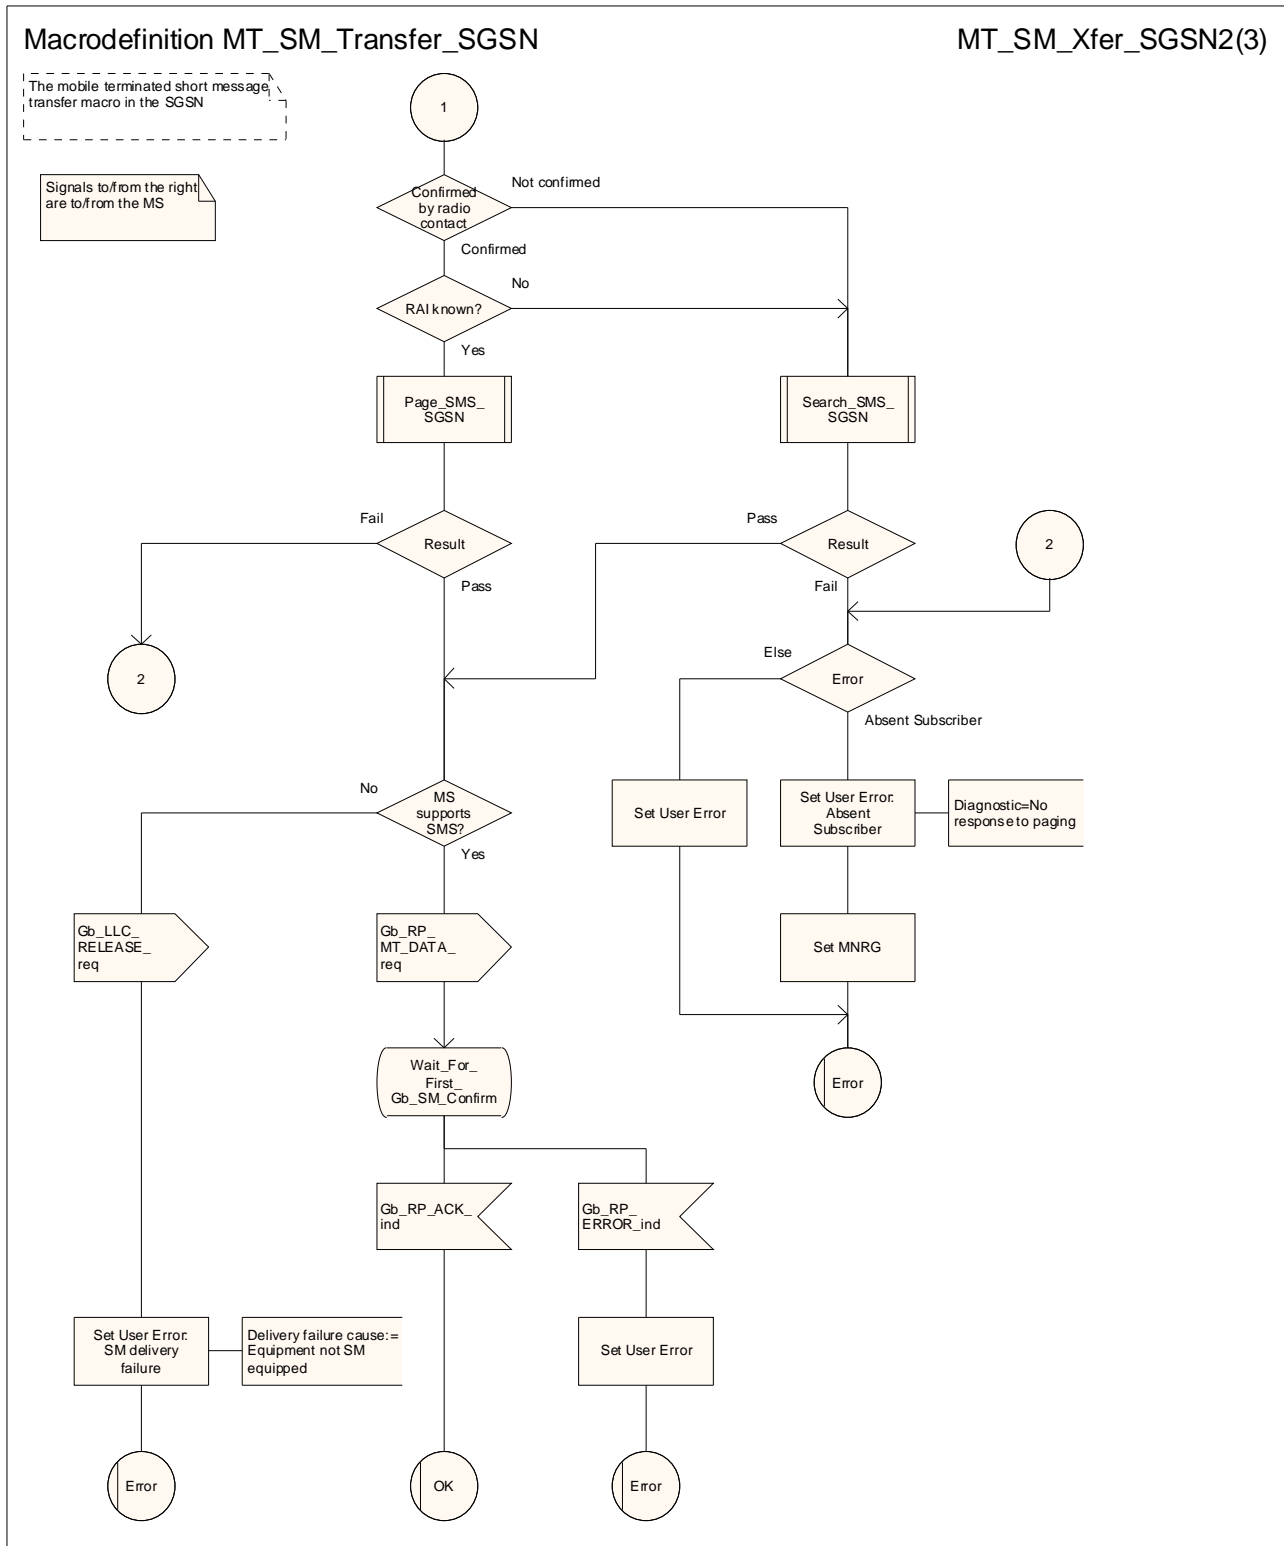 Macrodefinition MT_SM_Transfer_SGSN
MT_SM_Xfer_SGSN2(3)
The mobile terminated short message
transfer macro in the SGSN
1
Signals to/from the right
are to/from the MS
Confirmed
by radio
contact
Not confirmed
Confirmed
RAI known?
No
Yes
Page_SMS_
SGSN
Search_SMS_
SGSN
Fail
Result
Pass
Pass
Result
Fail
2
2
Else
Error
Absent Subscriber
No
MS
supports
SMS?
Yes
Set User Error
Set User Error:
Absent
Subscriber
Diagnostic=No
response to paging
Gb_LLC_
RELEASE_
req
Gb_RP_
MT_DATA_
req
Set MNRG
Wait_For_
First_
Gb_SM_Confirm
Error
Gb_RP_ACK_
ind
Gb_RP_
ERROR_ind
Set User Error:
SM delivery
failure
Delivery failure cause:=
Equipment not SM
equipped
Set User Error
Error
OK
Error